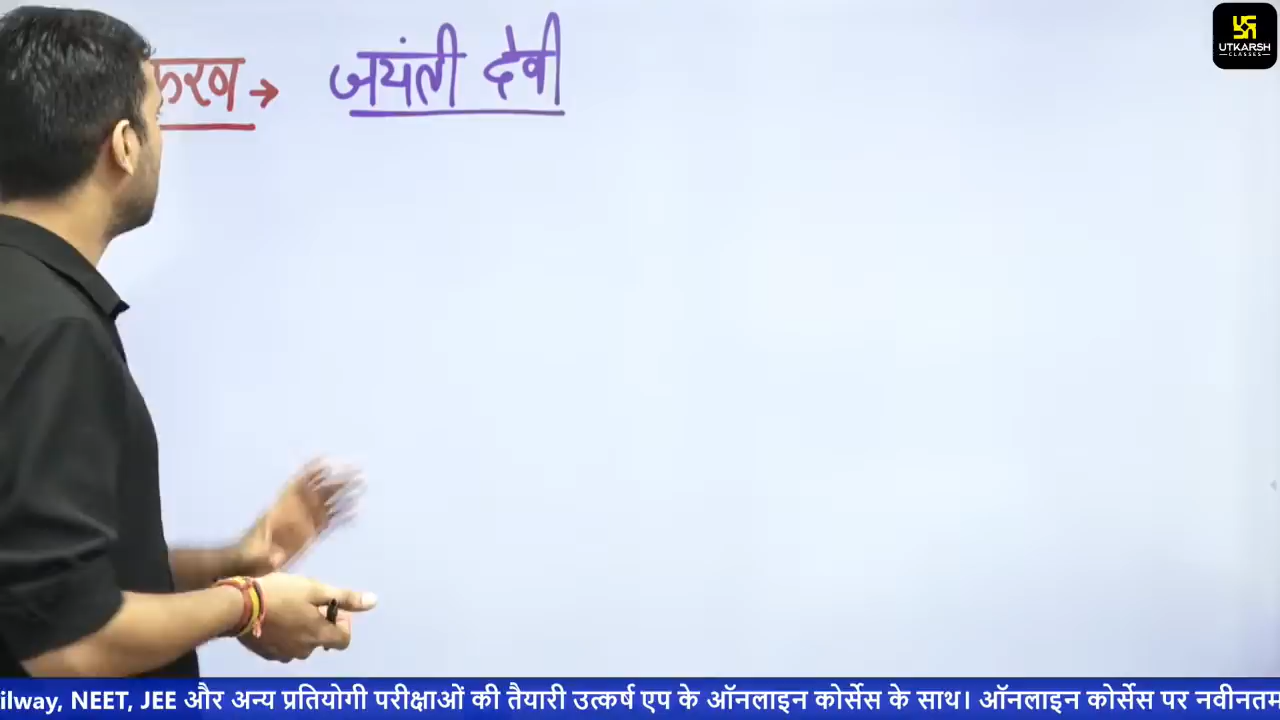 जयंती देवी
UTKARSH
CLASSES
ilway, NEET, JEE और अन्य प्रतियोगी परीक्षाओं की तैयारी उत्कर्ष एप के ऑनलाइन कोर्सेस के साथ। ऑनलाइन कोर्सेस पर नवीनतम